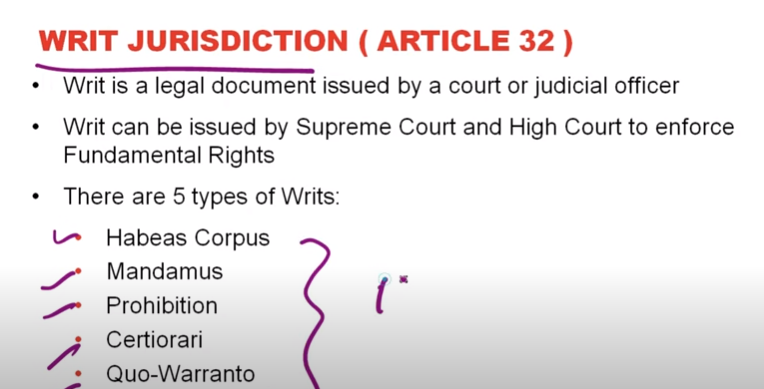 WRIT JURISDICTION ( ARTICLE 32 )
• Writ is a legal document issued by a court or judicial officer
• Writ can be issued by Supreme Court and High Court to enforce
Fundamental Rights
• There are 5 types of Writs:
• Habeas Corpus
• Mandamus
• Prohibition
• Certiorari
• Quo-Warranto